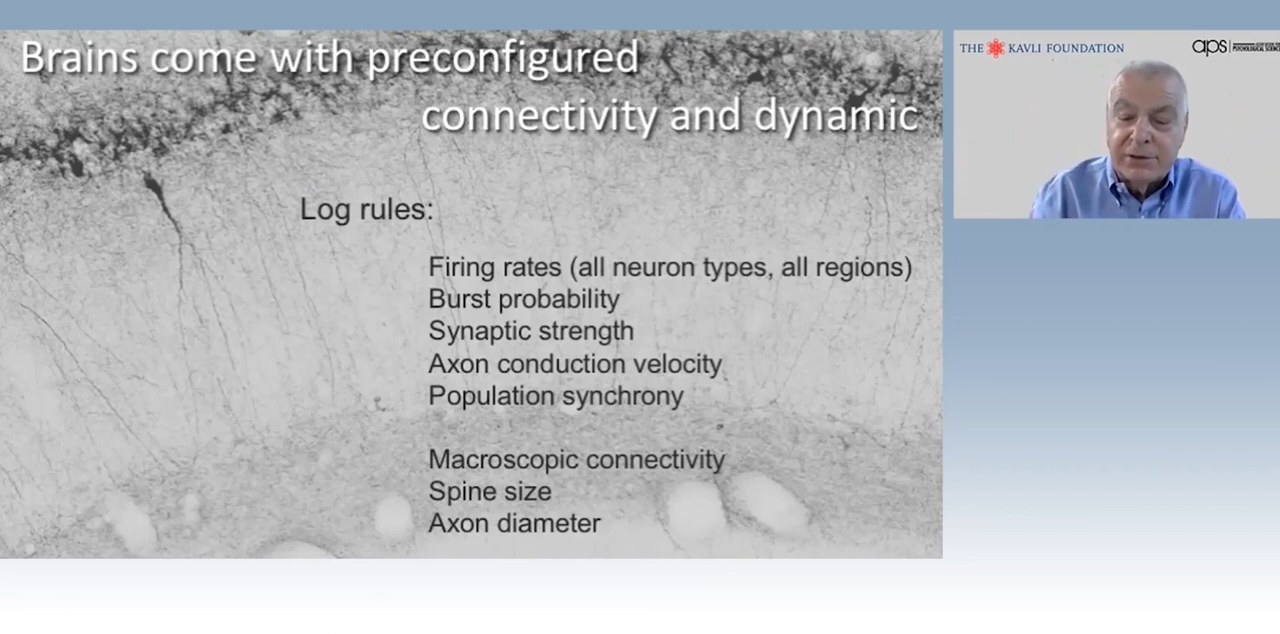 Brains come with preconfigured
connectivity and dynamic
Log rules:
Firing rates (all neuron types, all regions)
Burst probability
Synaptic strength
Axon conduction velocity
Population synchrony
Macroscopic connectivity
Spine size
Axon diameter
THE KAVLI FOUNDATION
aps